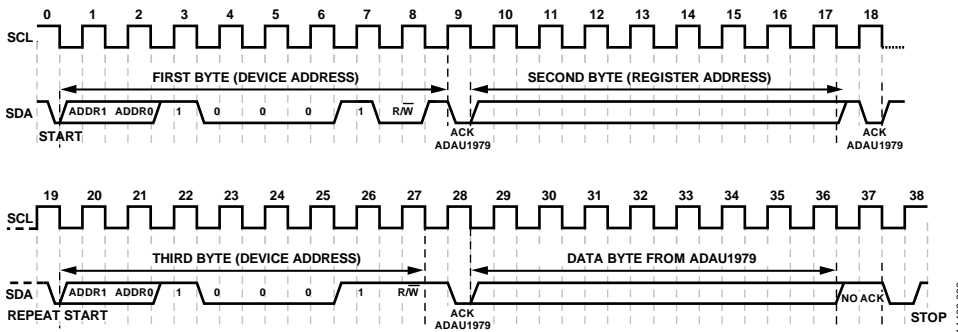 0 1 2 3 4 5 6 7 8 9 10 11 12 13 14 15 16 17 18
SCL
FIRST BYTE (DEVICE ADDRESS) SECOND BYTE (REGISTER ADDRESS)
SDA ADDR1 ADDR0 1 0 0 0 1 R/W̅
START ACK ADAU1979 ACK ADAU1979
19 20 21 22 23 24 25 26 27 28 29 30 31 32 33 34 35 36 37 38
SCL
THIRD BYTE (DEVICE ADDRESS) DATA BYTE FROM ADAU1979
SDA ADDR1 ADDR0 1 0 0 0 1 R/W̅ NO ACK
REPEAT START ACK ADAU1979 STOP